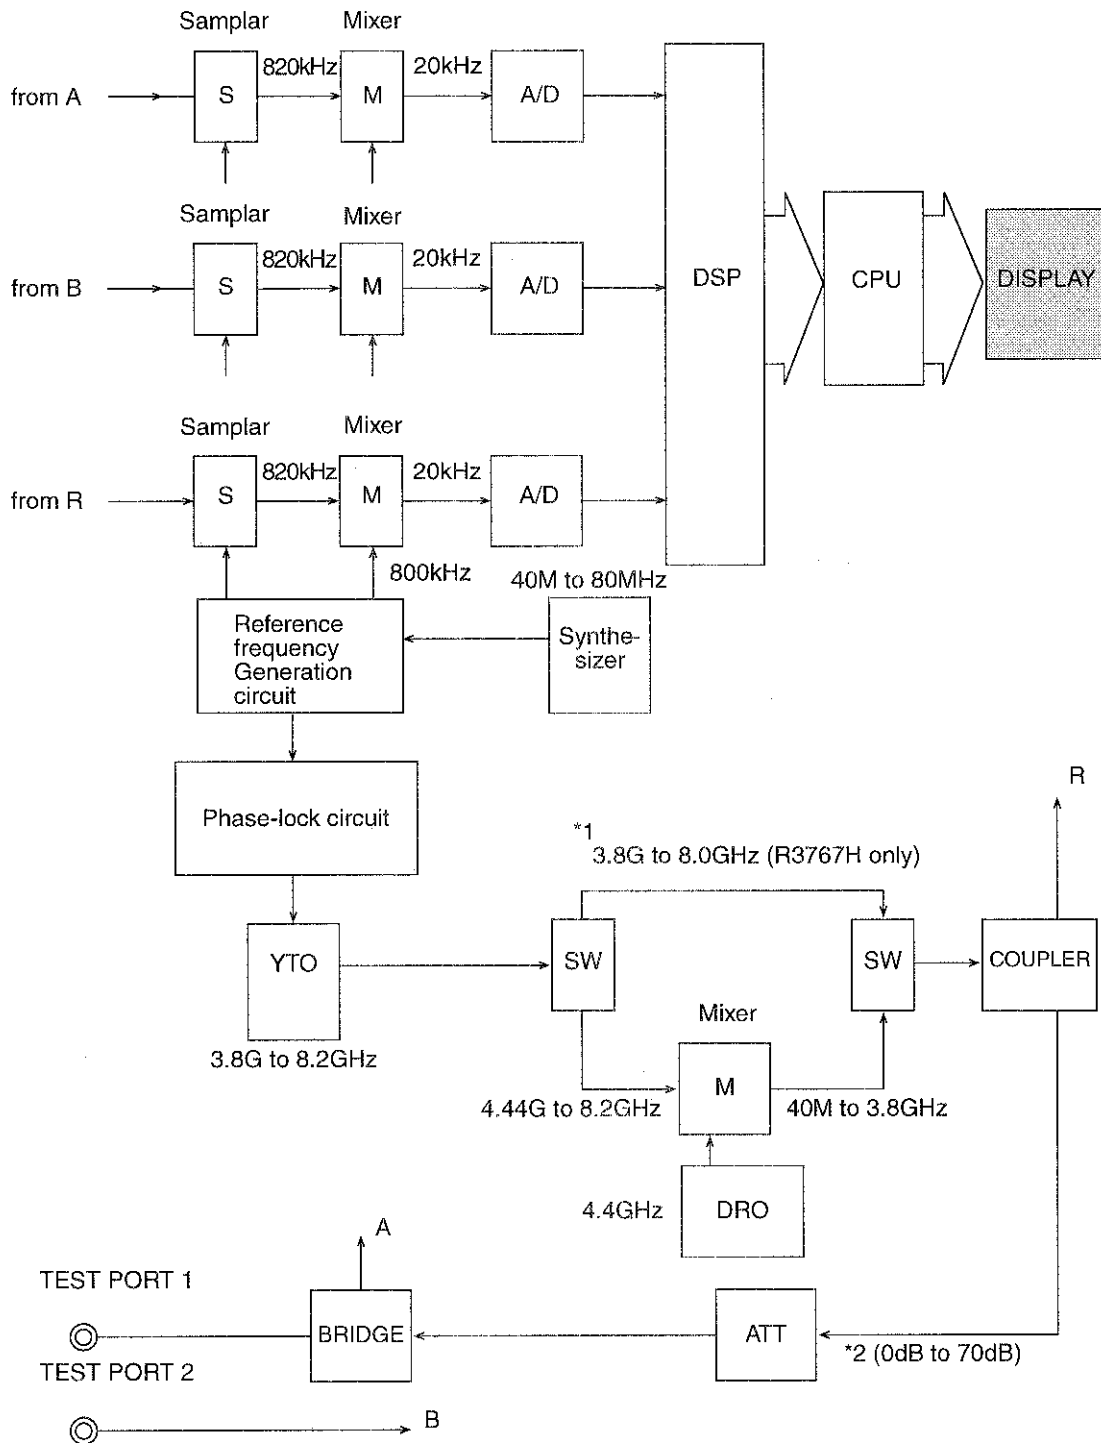 Samplar
Mixer
820kHz
20kHz
from A
S
M
A/D
Samplar
Mixer
820kHz
20kHz
from B
S
M
A/D
DSP
CPU
DISPLAY
Samplar
Mixer
820kHz
20kHz
from R
S
M
A/D
800kHz
40M to 80MHz
Reference
frequency
Generation
circuit
Synthe-
sizer
Phase-lock circuit
R
*1
3.8G to 8.0GHz (R3767H only)
YTO
SW
SW
COUPLER
3.8G to 8.2GHz
Mixer
M
4.44G to 8.2GHz
40M to 3.8GHz
4.4GHz
DRO
A
TEST PORT 1
BRIDGE
ATT
*2 (0dB to 70dB)
TEST PORT 2
B